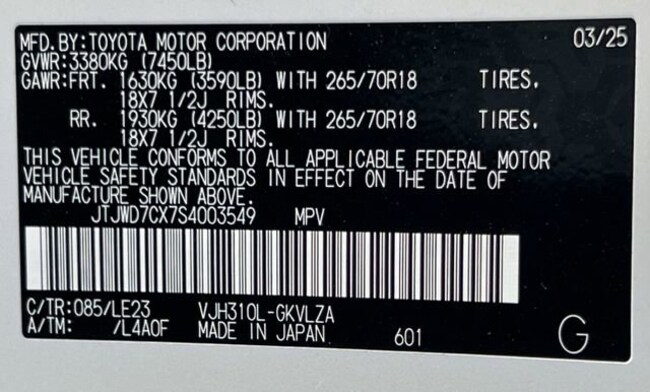 MFD.BY:TOYOTA MOTOR CORPORATION 03/25
GVWR:3380KG (7450LB)
GAWR:FRT. 1630KG (3590LB) WITH 265/70R18 TIRES.
18X7 1/2J RIMS.
RR. 1930KG (4250LB) WITH 265/70R18 TIRES.
18X7 1/2J RIMS.
THIS VEHICLE CONFORMS TO ALL APPLICABLE FEDERAL MOTOR
VEHICLE SAFETY STANDARDS IN EFFECT ON THE DATE OF
MANUFACTURE SHOWN ABOVE.
JTJWD7CX7S4003549 MPV
C/TR:085/LE23 VJH310L-GKVLZA
A/TM: /L4A0F MADE IN JAPAN 601 G